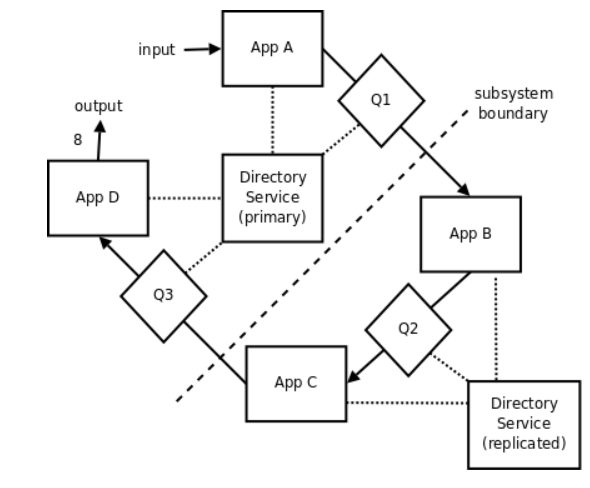 input
App A
Q1
subsystem
boundary
output
8
App D
Directory
Service
(primary)
App B
Q3
Q2
App C
Directory
Service
(replicated)